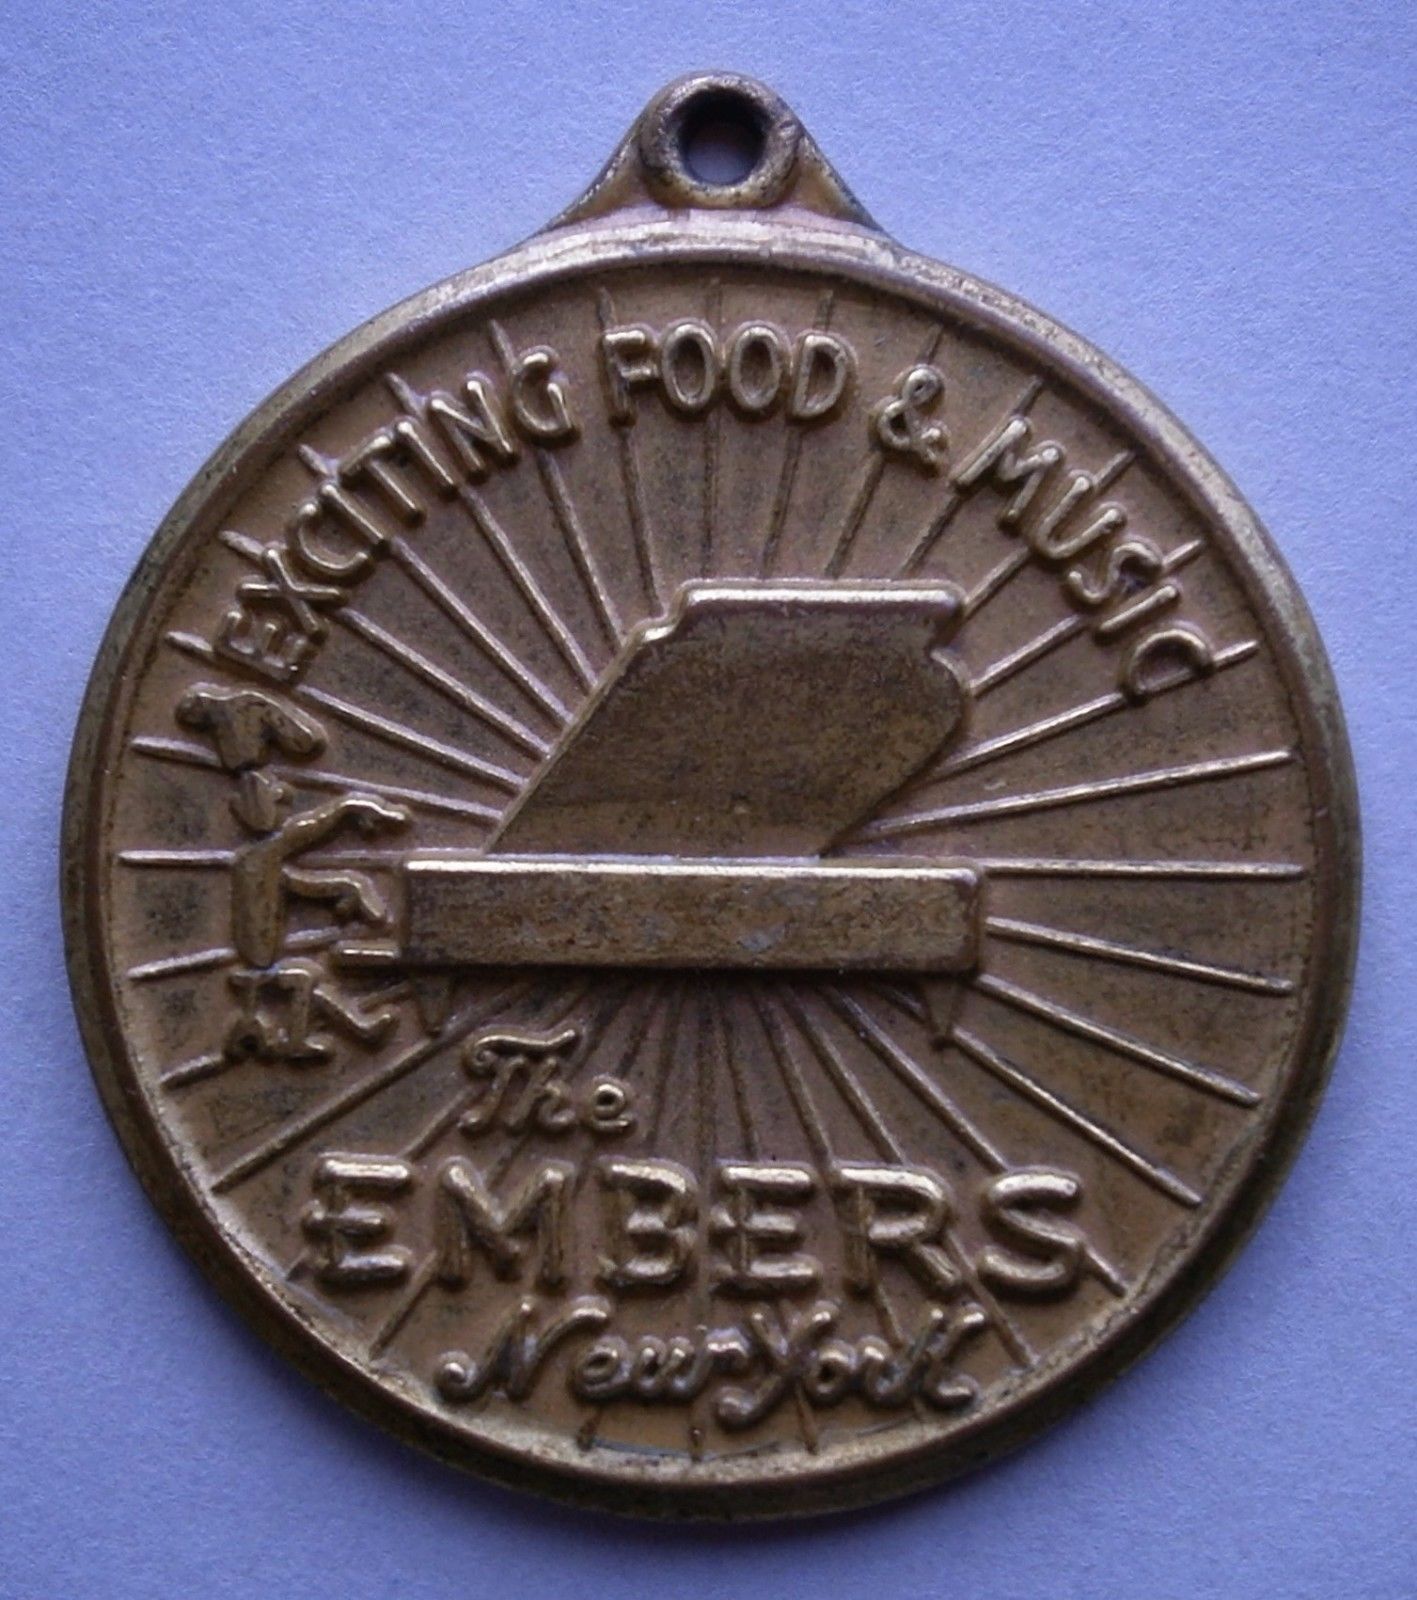 EXCITING FOOD & MUSIC
The
EMBERS
New York